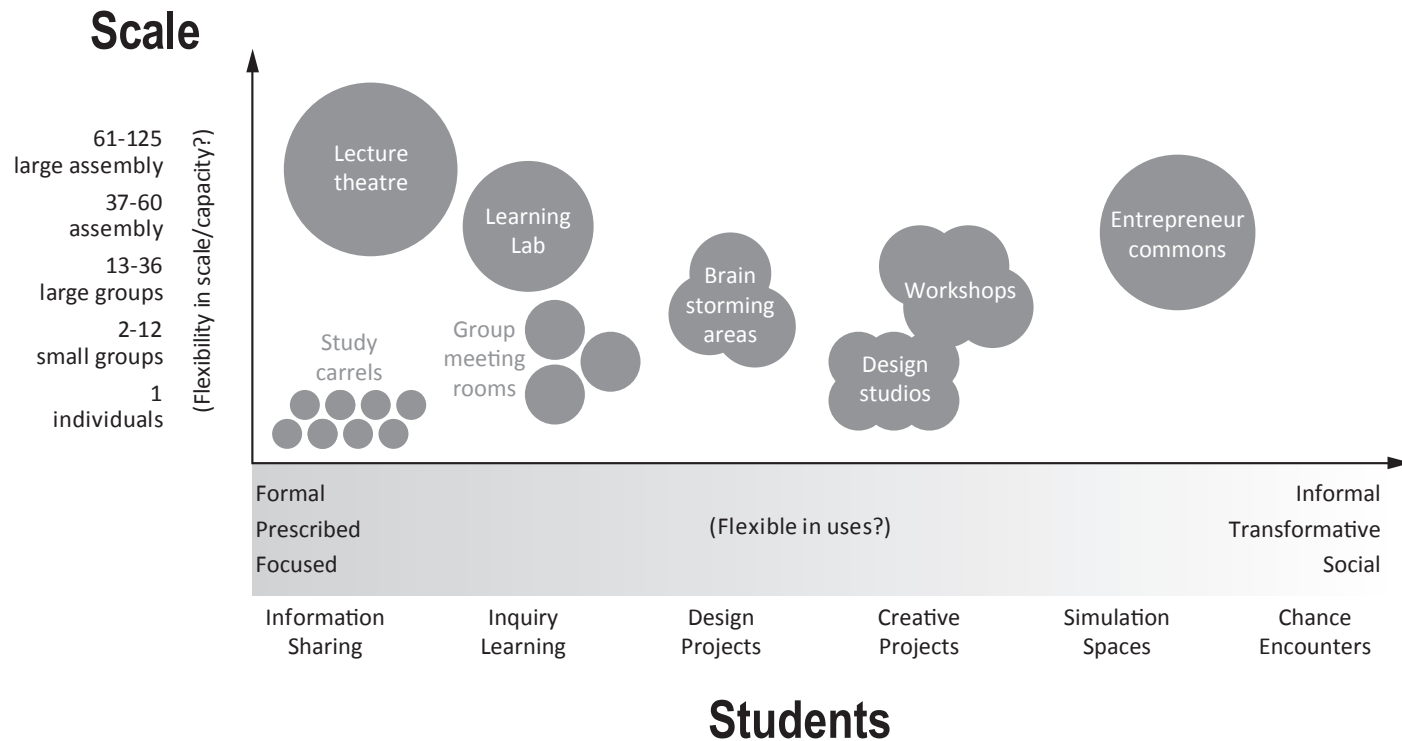 Scale
61-125
large assembly
37-60
assembly
13-36
large groups
2-12
small groups
1
individuals
(Flexibility in scale/capacity?)
Lecture
theatre
Learning
Lab
Study
carrels
Group
meeting
rooms
Brain
storming
areas
Workshops
Design
studios
Entrepreneur
commons
Formal
Prescribed
Focused
(Flexible in uses?)
Informal
Transformative
Social
Information
Sharing
Inquiry
Learning
Design
Projects
Creative
Projects
Simulation
Spaces
Chance
Encounters
Students